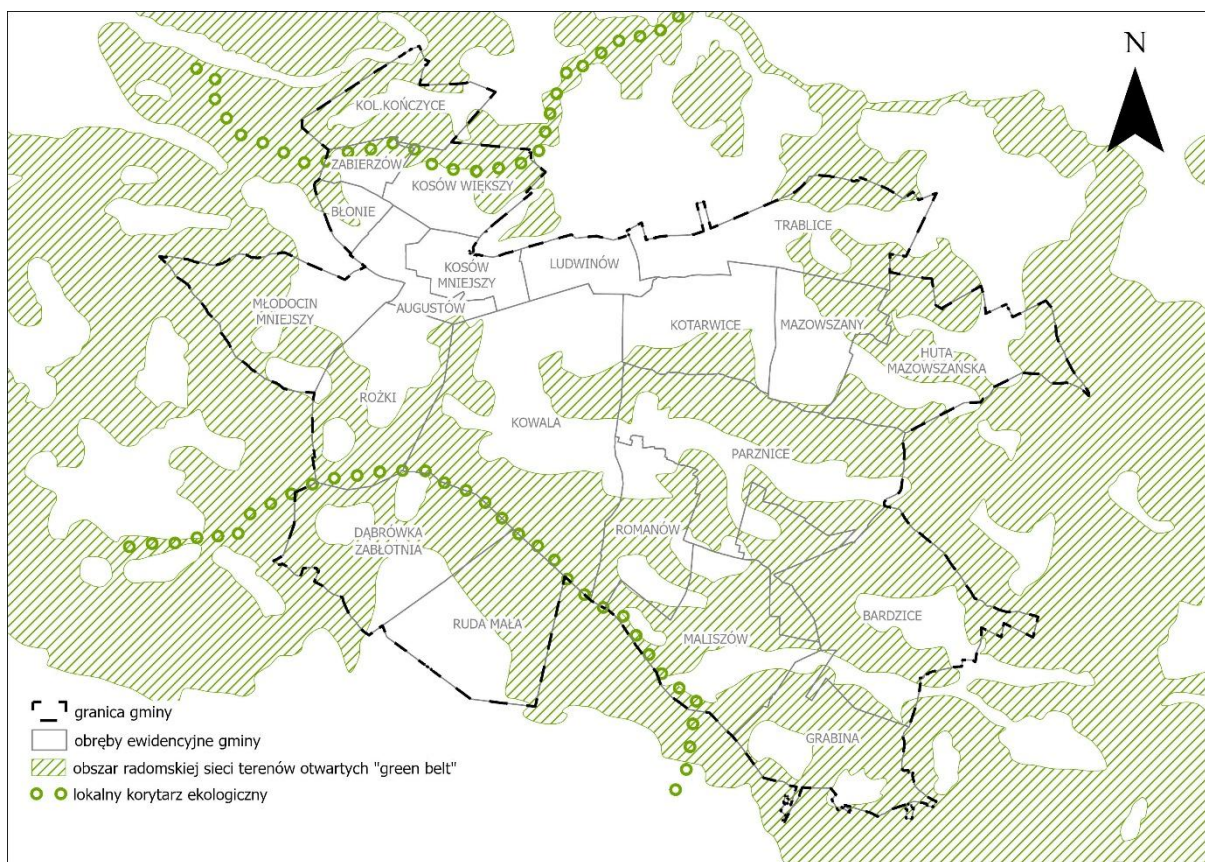 N
KOL.KOŃCZYCE
ZABIERZÓW
KOSÓW WIĘKSZY
BŁONIE
TRABLICE
KOSÓW
MNIEJSZY
LUDWINÓW
MŁODOCIN
MNIEJSZY
AUGUSTÓW
KOTARWICE
MAZOWSZANY
HUTA
MAZOWSZAŃSKA
ROŻKI
KOWALA
PARZNICE
ROMANÓW
DĄBRÓWKA
ZABŁOTNIA
RUDA MAŁA
MALISZÓW
BARDZICE
GRABINA
granica gminy
obręby ewidencyjne gminy
obszar radomskiej sieci terenów otwartych "green belt"
lokalny korytarz ekologiczny